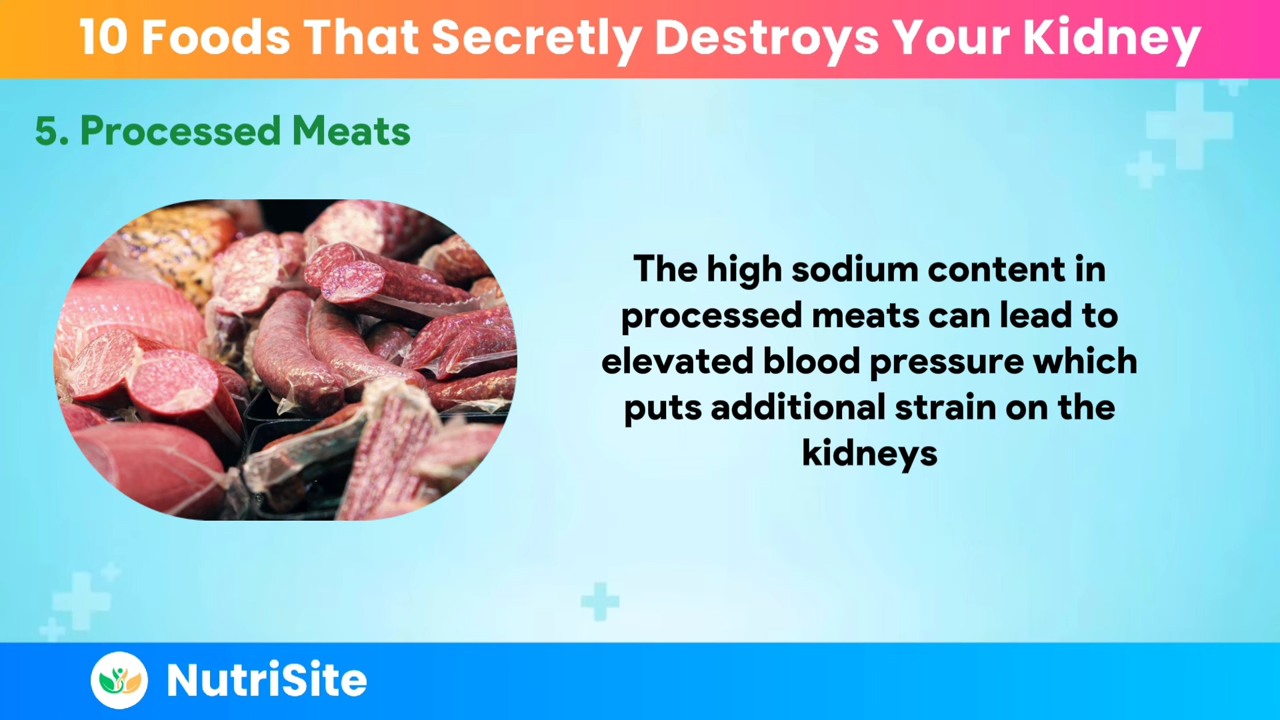 10 Foods That Secretly Destroys Your Kidney
5. Processed Meats
The high sodium content in
processed meats can lead to
elevated blood pressure which
puts additional strain on the
kidneys
NutriSite